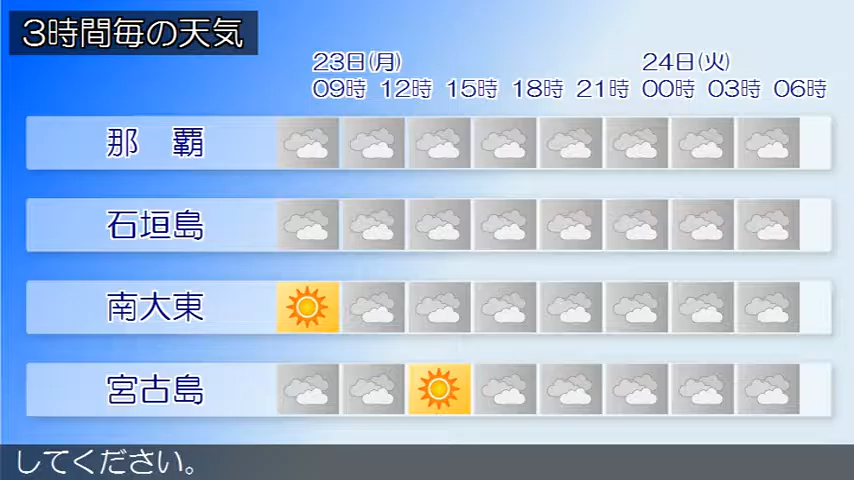 3時間毎の天気
23日(月) 24日(火)
09時 12時 15時 18時 21時 00時 03時 06時
那 覇
石垣島
南大東
宮古島
してください。